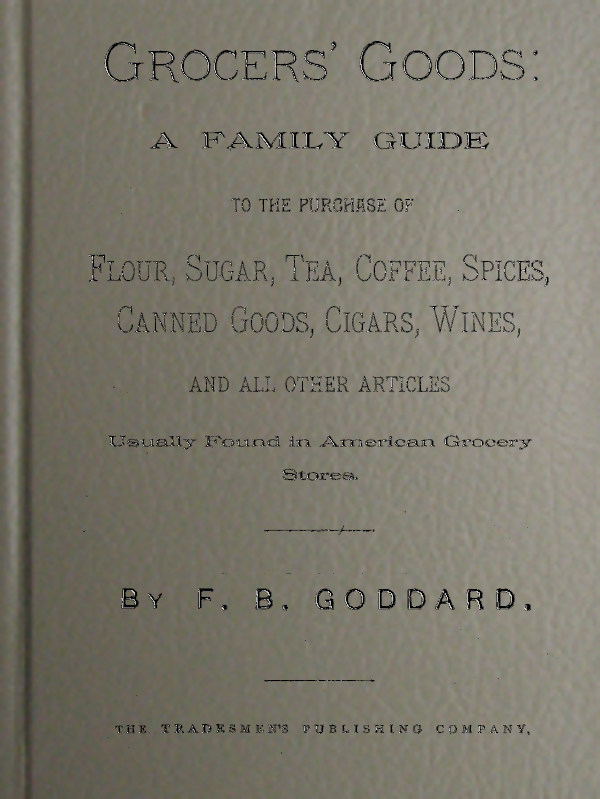 GROCERS' GOODS:
A FAMILY GUIDE
TO THE PURCHASE OF
FLOUR, SUGAR, TEA, COFFEE, SPICES,
CANNED GOODS, CIGARS, WINES,
AND ALL OTHER ARTICLES
Usually Found in American Grocery
Stores.
BY F. B. GODDARD.
THE TRADESMEN'S PUBLISHING COMPANY,